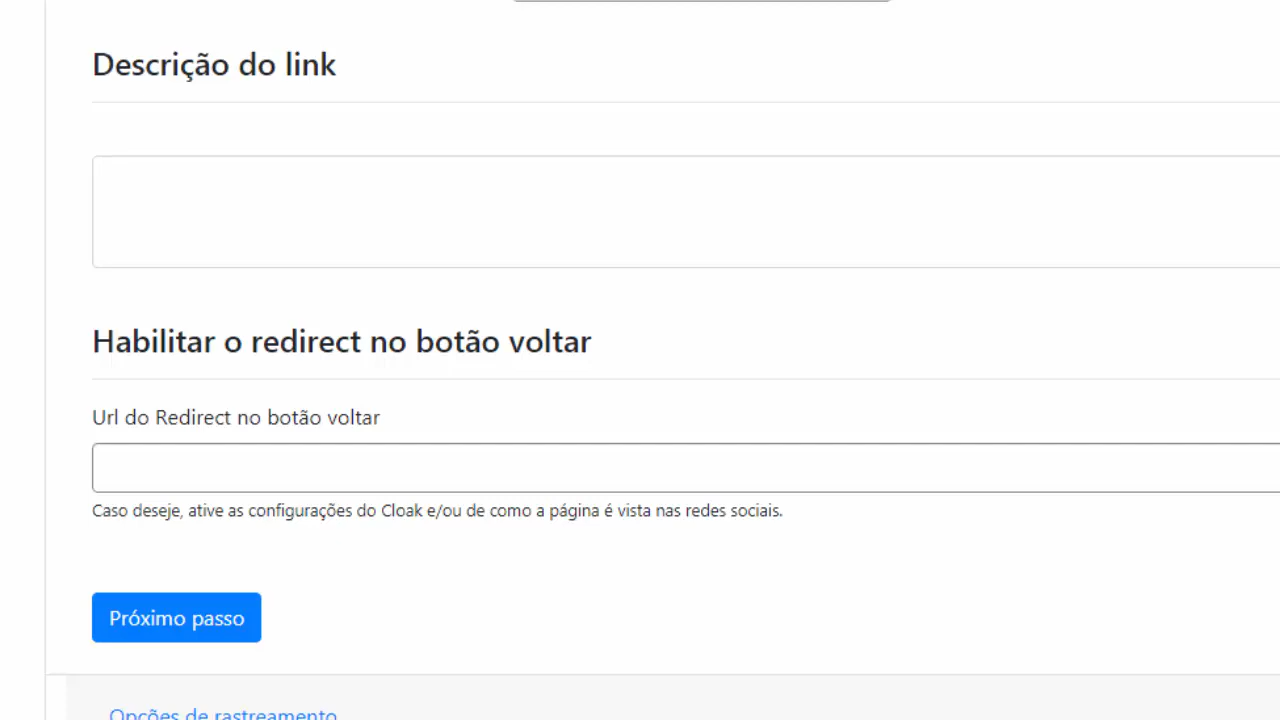 Descrição do link
Habilitar o redirect no botão voltar
Url do Redirect no botão voltar
Caso deseje, ative as configurações do Cloak e/ou de como a página é vista nas redes sociais.
Próximo passo
Opções de rastreamento